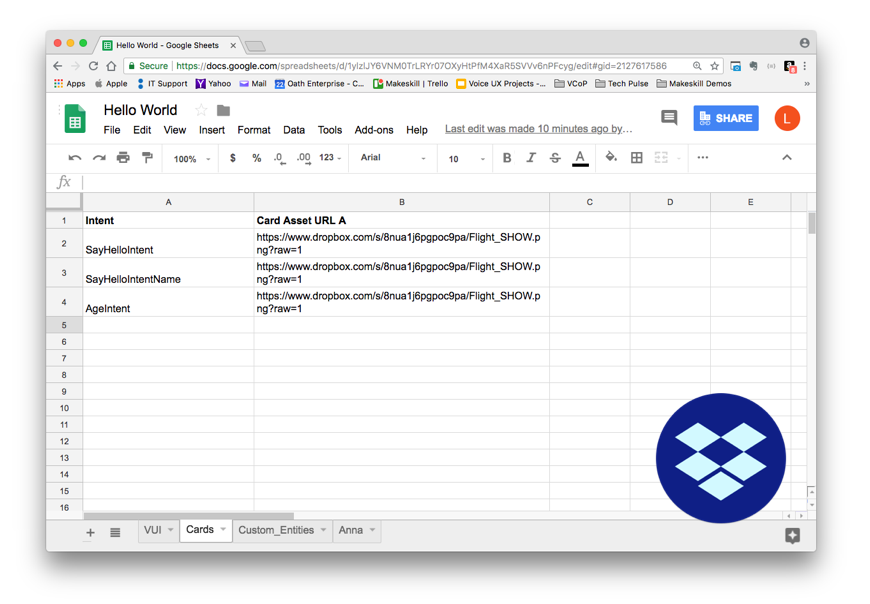 Hello World - Google Sheets
Secure https://docs.google.com/spreadsheets/d/1ylzlJY6VNM0TrLRYr07OXyHtPfM4XaR5SVVv6nPFcyg/edit#gid=2127617586
Apps Apple IT Support Yahoo Mail 22 Oath Enterprise - C... Makeskill | Trello Voice UX Projects -... VCoP Tech Pulse Makeskill Demos »
Hello World
File Edit View Insert Format Data Tools Add-ons Help Last edit was made 10 minutes ago by... SHARE L
100% $ % .0 .00 123 Arial 10 B I S A
fx
A B C D E
1 Intent Card Asset URL A
https://www.dropbox.com/s/8nua1j6pgpoc9pa/Flight_SHOW.p
2 SayHelloIntent ng?raw=1
https://www.dropbox.com/s/8nua1j6pgpoc9pa/Flight_SHOW.p
3 SayHelloIntentName ng?raw=1
https://www.dropbox.com/s/8nua1j6pgpoc9pa/Flight_SHOW.p
4 AgeIntent ng?raw=1
5
6
7
8
9
10
11
12
13
14
15
16
VUI Cards Custom_Entities Anna